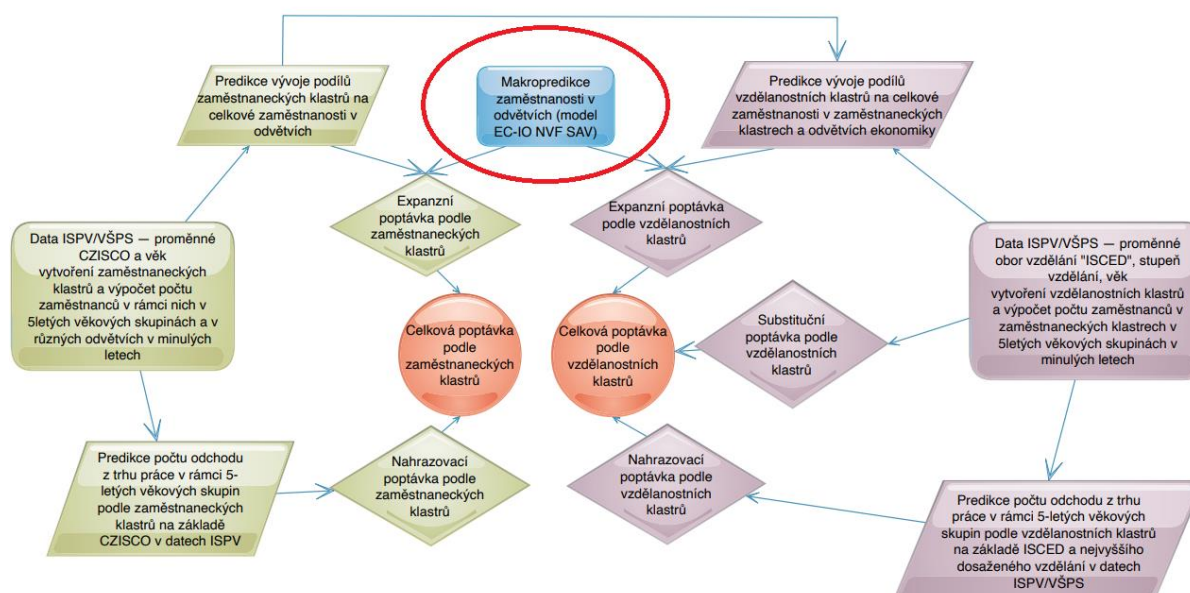 Predikce vývoje podílů
zaměstnaneckých klastrů na
celkové zaměstnanosti v
odvětvích
Makropredikce
zaměstnanosti v
odvětvích (model
EC-IO NVF SAV)
Predikce vývoje podílů
vzdělanostních klastrů na celkové
zaměstnanosti v zaměstnaneckých
klastrech a odvětvích ekonomiky
Expanzní
poptávka podle
zaměstnaneckých
klastrů
Expanzní poptávka
podle vzdělanostních
klastrů
Data ISPV/VŠPS — proměnné
CZISCO a věk
vytvoření zaměstnaneckých
klastrů a výpočet počtu
zaměstnanců v rámci nich v
5letých věkových skupinách a v
různých odvětvích v minulých
letech
Data ISPV/VŠPS — proměnné
obor vzdělání "ISCED", stupeň
vzdělání, věk
vytvoření vzdělanostních klastrů
a výpočet počtu zaměstnanců v
zaměstnaneckých klastrech v
5letých věkových skupinách v
minulých letech
Celková poptávka
podle
zaměstnaneckých
klastrů
Celková poptávka
podle
vzdělanostních
klastrů
Substituční
poptávka podle
vzdělanostních
klastrů
Predikce počtu odchodu
z trhu práce v rámci 5-
letých věkových skupin
podle zaměstnaneckých
klastrů na základě
CZISCO v datech ISPV
Nahrazovací
poptávka podle
zaměstnaneckých
klastrů
Nahrazovací
poptávka podle
vzdělanostních
klastrů
Predikce počtu odchodu z trhu
práce v rámci 5-letých věkových
skupin podle vzdělanostních klastrů
na základě ISCED a nejvyššího
dosaženého vzdělání v datech
ISPV/VŠPS